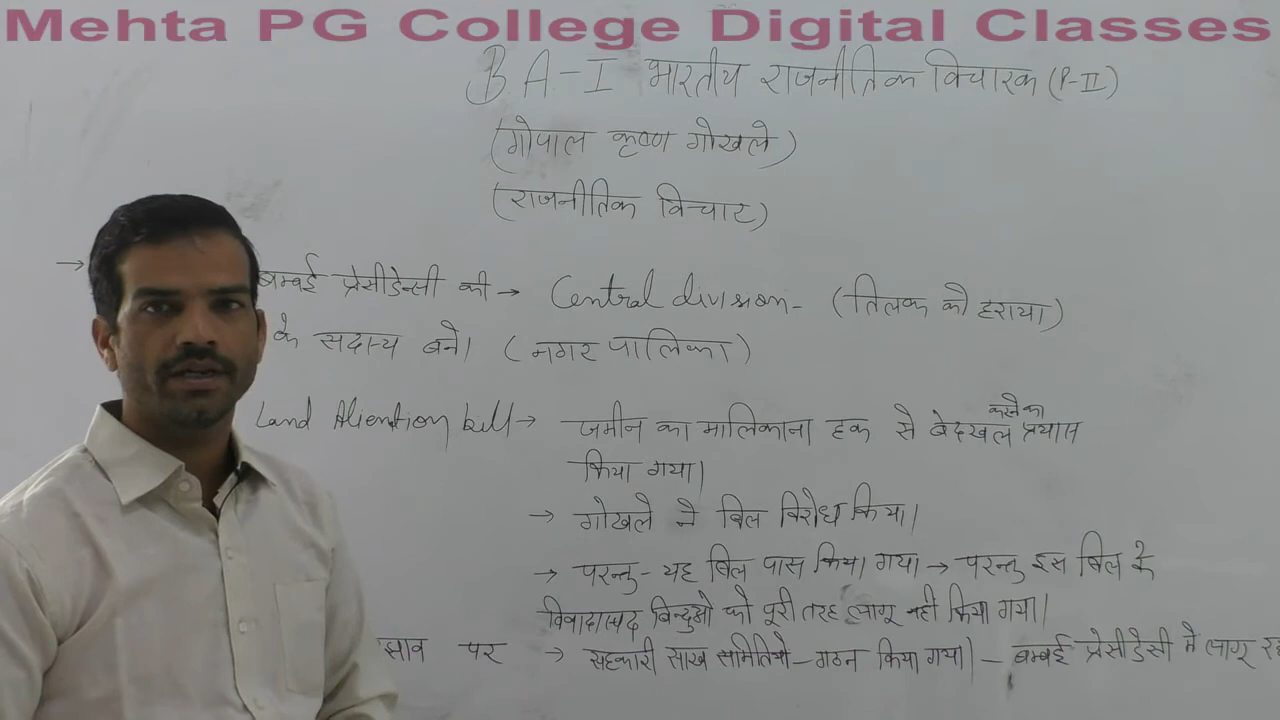 Mehta PG College Digital Classes
B.A.-I भारतीय राजनीतिक विचारक (P-II)
(गोपाल कृष्ण गोखले)
(राजनीतिक विचार)
→ बम्बई प्रेसीडेन्सी की → Central division - (तिलक को हराया)
के सदस्य बने। (नगर पालिका)
Land Aliention bill → जमीन का मालिकाना हक से बेदखल करने का प्रयास
किया गया।
→ गोखले ने बिल विरोध किया।
→ परन्तु - यह बिल पास किया गया → परन्तु इस बिल के
विवादास्पद बिन्दुओ को पूरी तरह लागू नही किया गया।
झाव पर → सहकारी साख समितियो - गठन किया गया। - बम्बई प्रेसीडेसी मे लागू